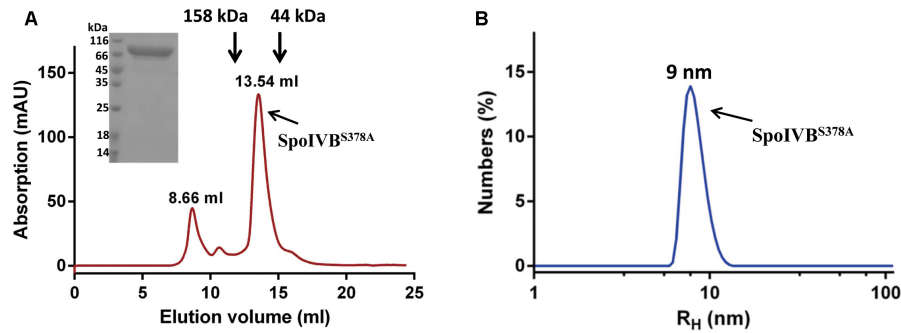 A
158 kDa 44 kDa
kDa
116
66
45
35
25
18
14
13.54 ml
SpoIVB^S378A
8.66 ml
150
100
50
0
Absorption (mAU)
0 5 10 15 20 25
Elution volume (ml)
B
9 nm
SpoIVB^S378A
15
10
5
0
Numbers (%)
1 10 100
R_H (nm)